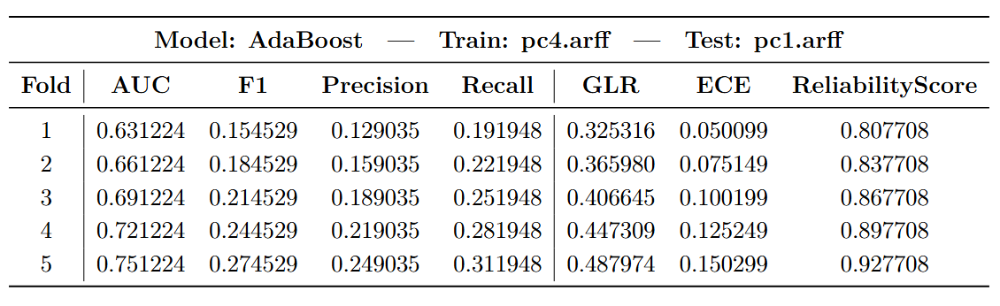 Model: AdaBoost — Train: pc4.arff — Test: pc1.arff
Fold AUC F1 Precision Recall GLR ECE ReliabilityScore
1 0.631224 0.154529 0.129035 0.191948 0.325316 0.050099 0.807708
2 0.661224 0.184529 0.159035 0.221948 0.365980 0.075149 0.837708
3 0.691224 0.214529 0.189035 0.251948 0.406645 0.100199 0.867708
4 0.721224 0.244529 0.219035 0.281948 0.447309 0.125249 0.897708
5 0.751224 0.274529 0.249035 0.311948 0.487974 0.150299 0.927708